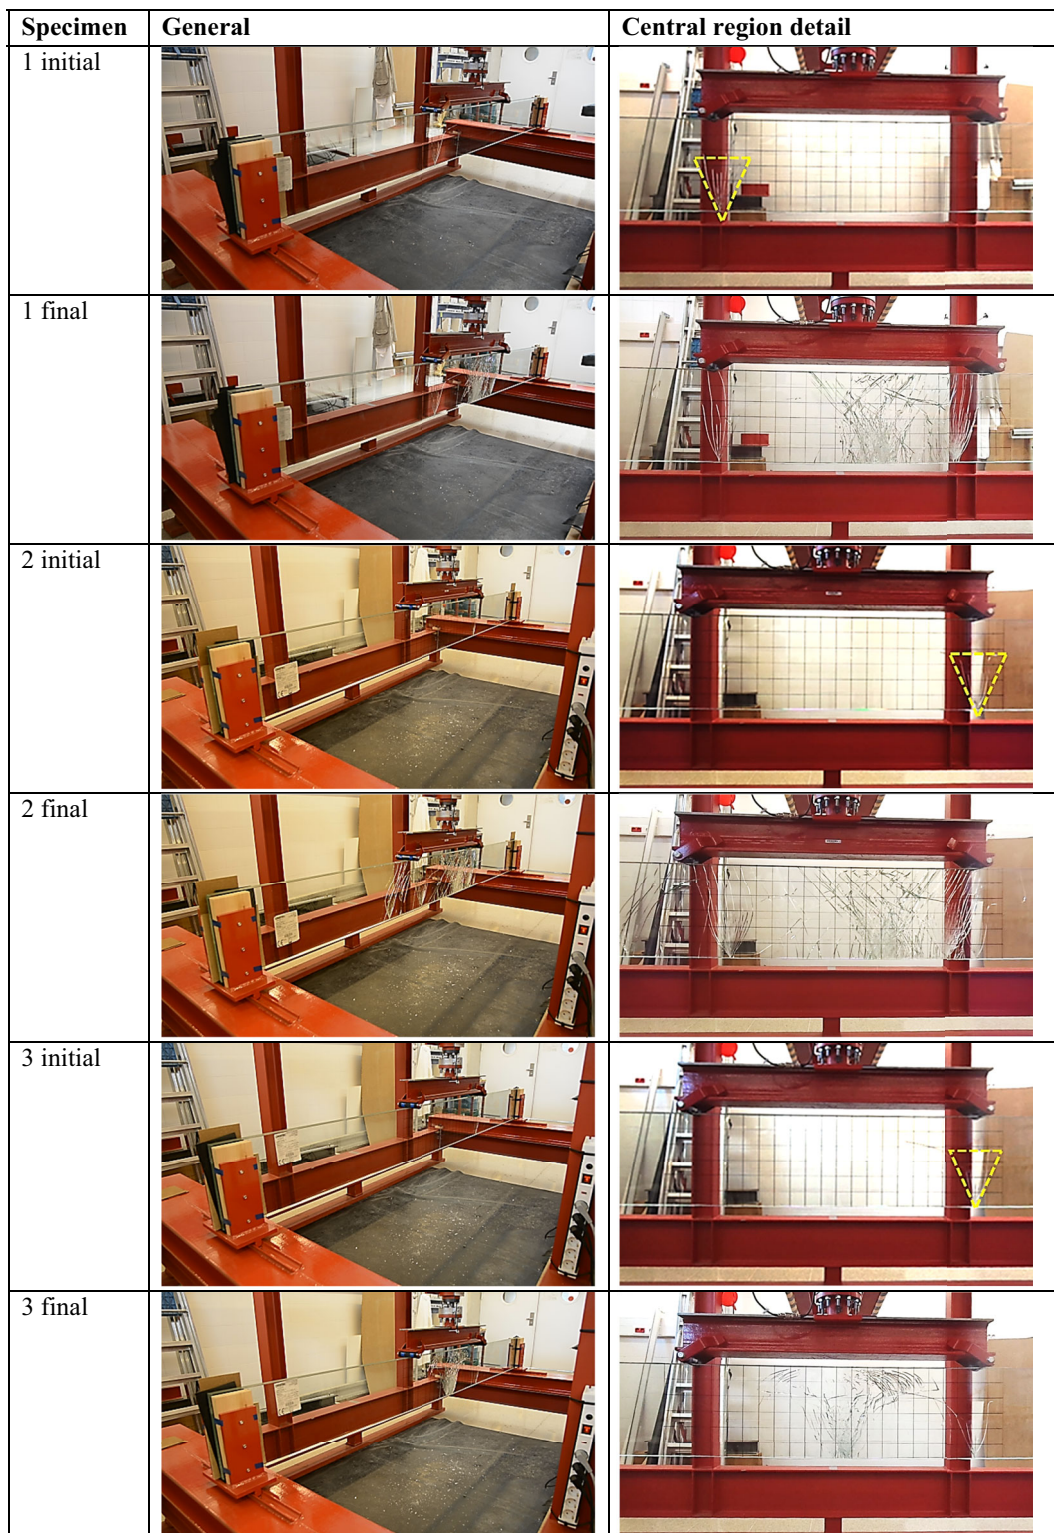 Specimen General Central region detail
1 initial
1 final
2 initial
2 final
3 initial
3 final